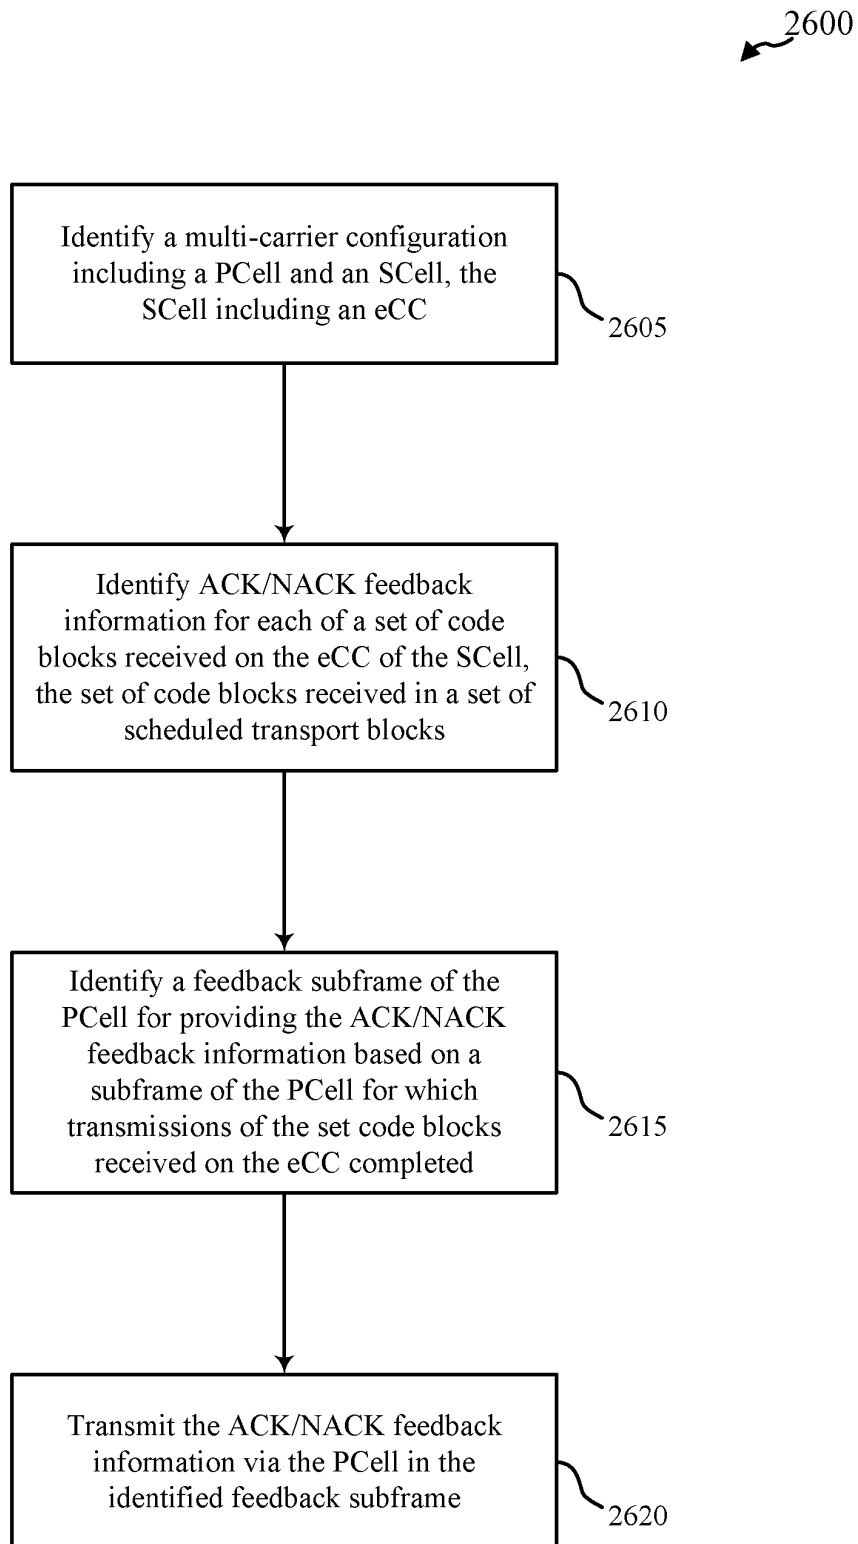 2600
Identify a multi-carrier configuration
including a PCell and an SCell, the
SCell including an eCC
2605
Identify ACK/NACK feedback
information for each of a set of code
blocks received on the eCC of the SCell,
the set of code blocks received in a set of
scheduled transport blocks
2610
Identify a feedback subframe of the
PCell for providing the ACK/NACK
feedback information based on a
subframe of the PCell for which
transmissions of the set code blocks
received on the eCC completed
2615
Transmit the ACK/NACK feedback
information via the PCell in the
identified feedback subframe
2620